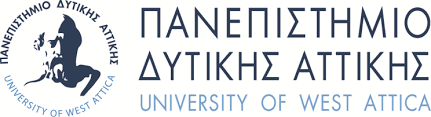 ΠΑΝΕΠΙΣΤΗΜΙΟ ΔΥΤΙΚΗΣ ΑΤΤΙΚΗΣ
UNIVERSITY OF WEST ATTICA
ΠΑΝΕΠΙΣΤΗΜΙΟ
ΔΥΤΙΚΗΣ ΑΤΤΙΚΗΣ
UNIVERSITY OF WEST ATTICA